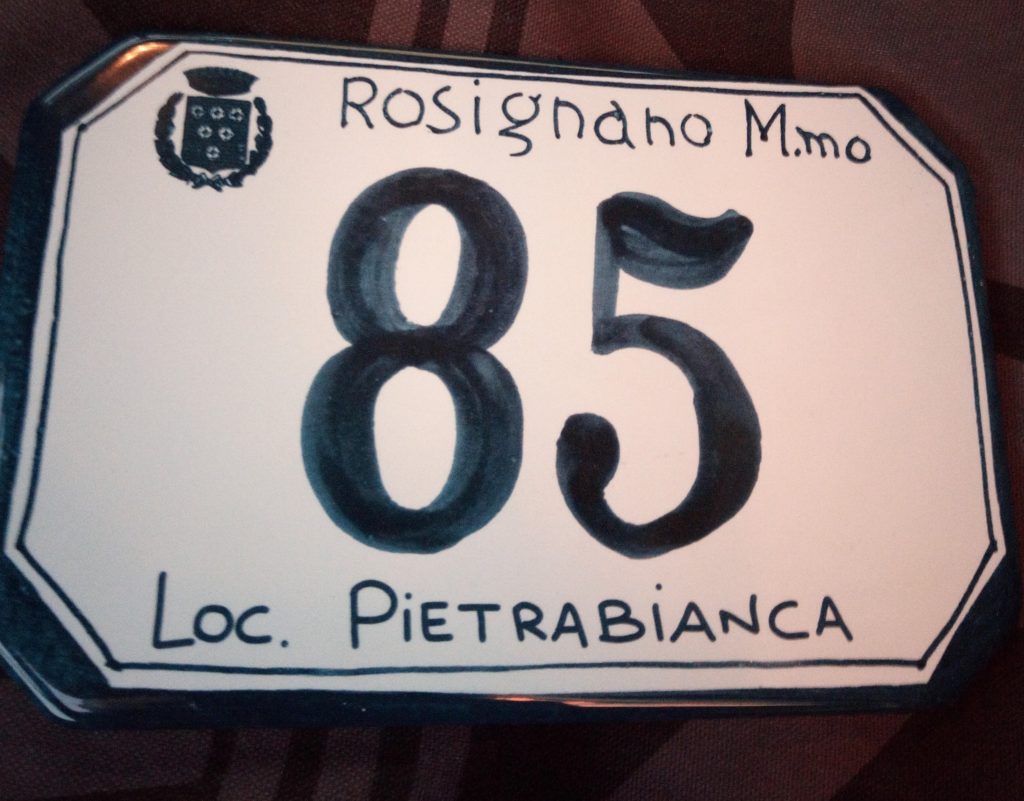 Rosignano M.mo
85
Loc. PiETRABiANCA